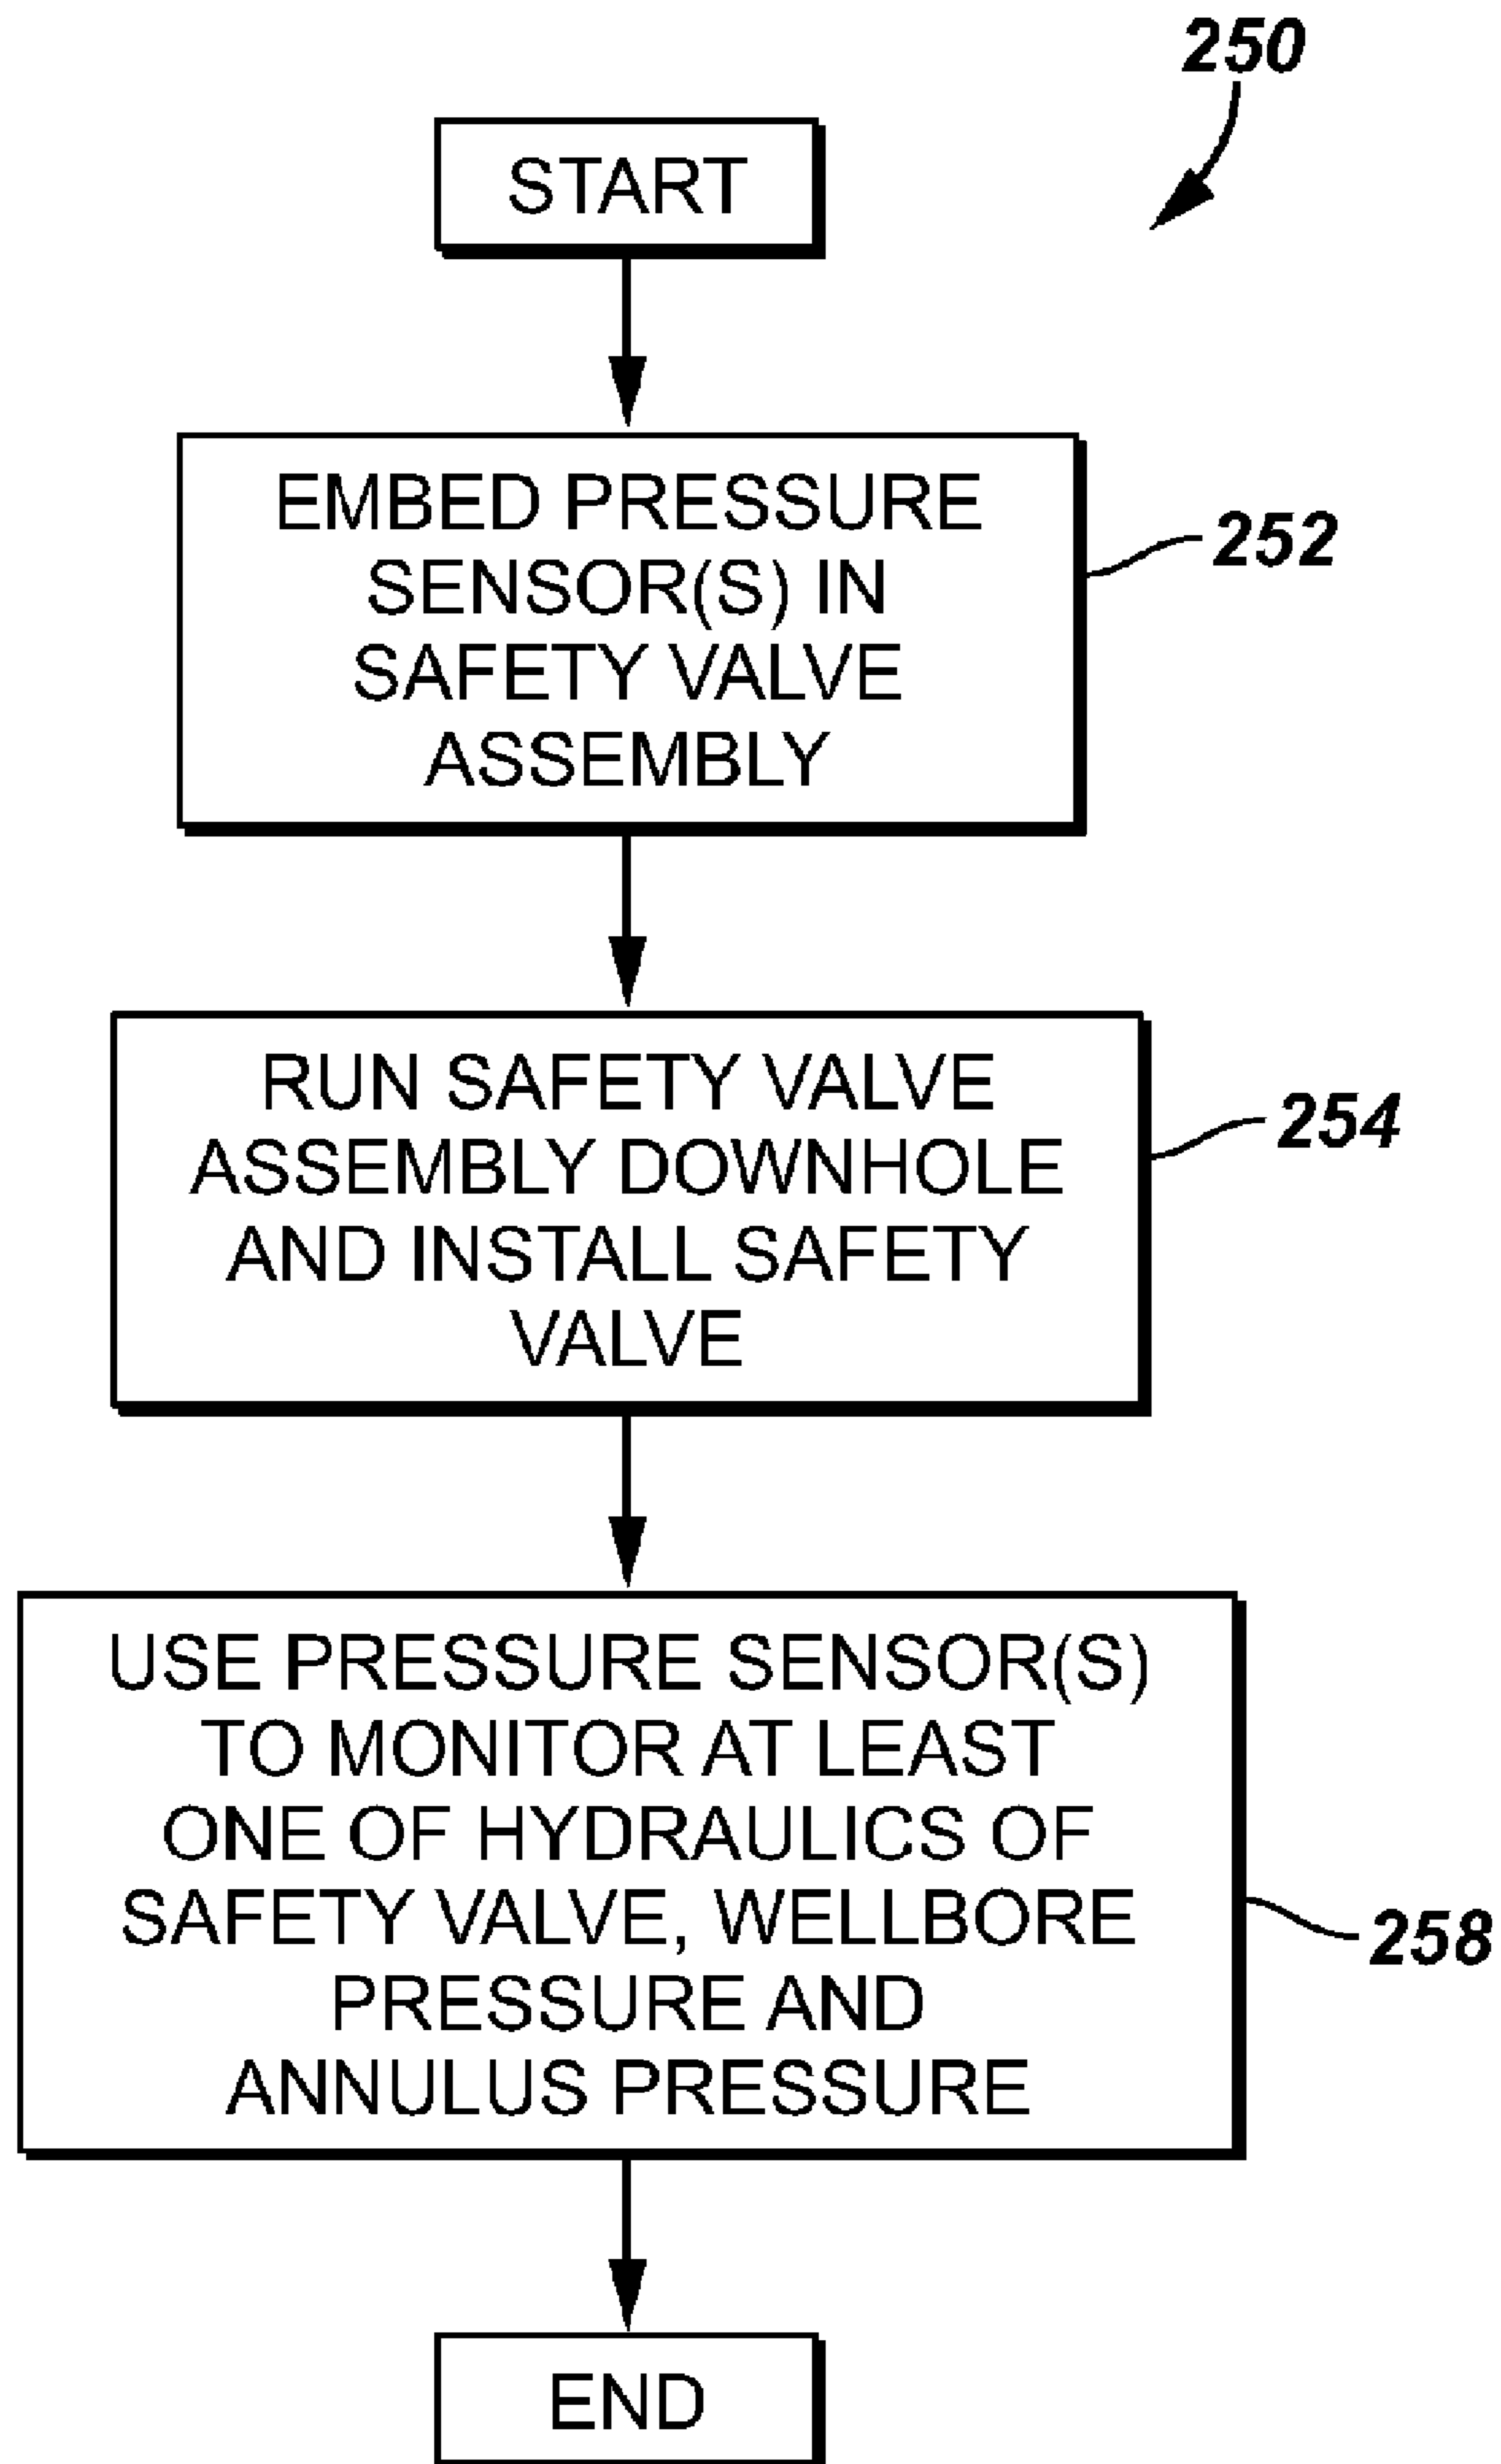 250
START
EMBED PRESSURE
SENSOR(S) IN
SAFETY VALVE
ASSEMBLY
252
RUN SAFETY VALVE
ASSEMBLY DOWNHOLE
AND INSTALL SAFETY
VALVE
254
USE PRESSURE SENSOR(S)
TO MONITOR AT LEAST
ONE OF HYDRAULICS OF
SAFETY VALVE, WELLBORE
PRESSURE AND
ANNULUS PRESSURE
258
END